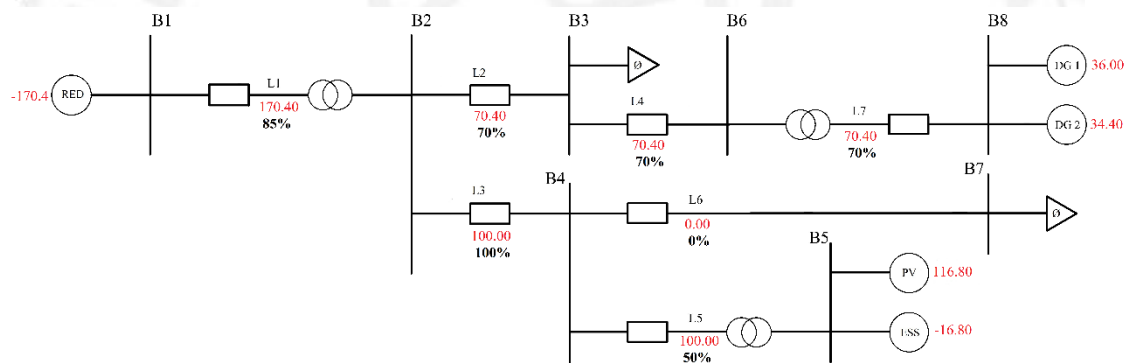 B1
B2
B3
B6
B8
RED
-170.4
L1
170.40
85%
L2
70.40
70%
Ø
L4
70.40
70%
L7
70.40
70%
DG 1
36.00
DG 2
34.40
B4
B7
L3
100.00
100%
L6
0.00
0%
Ø
B5
L5
100.00
50%
PV
116.80
ESS
-16.80